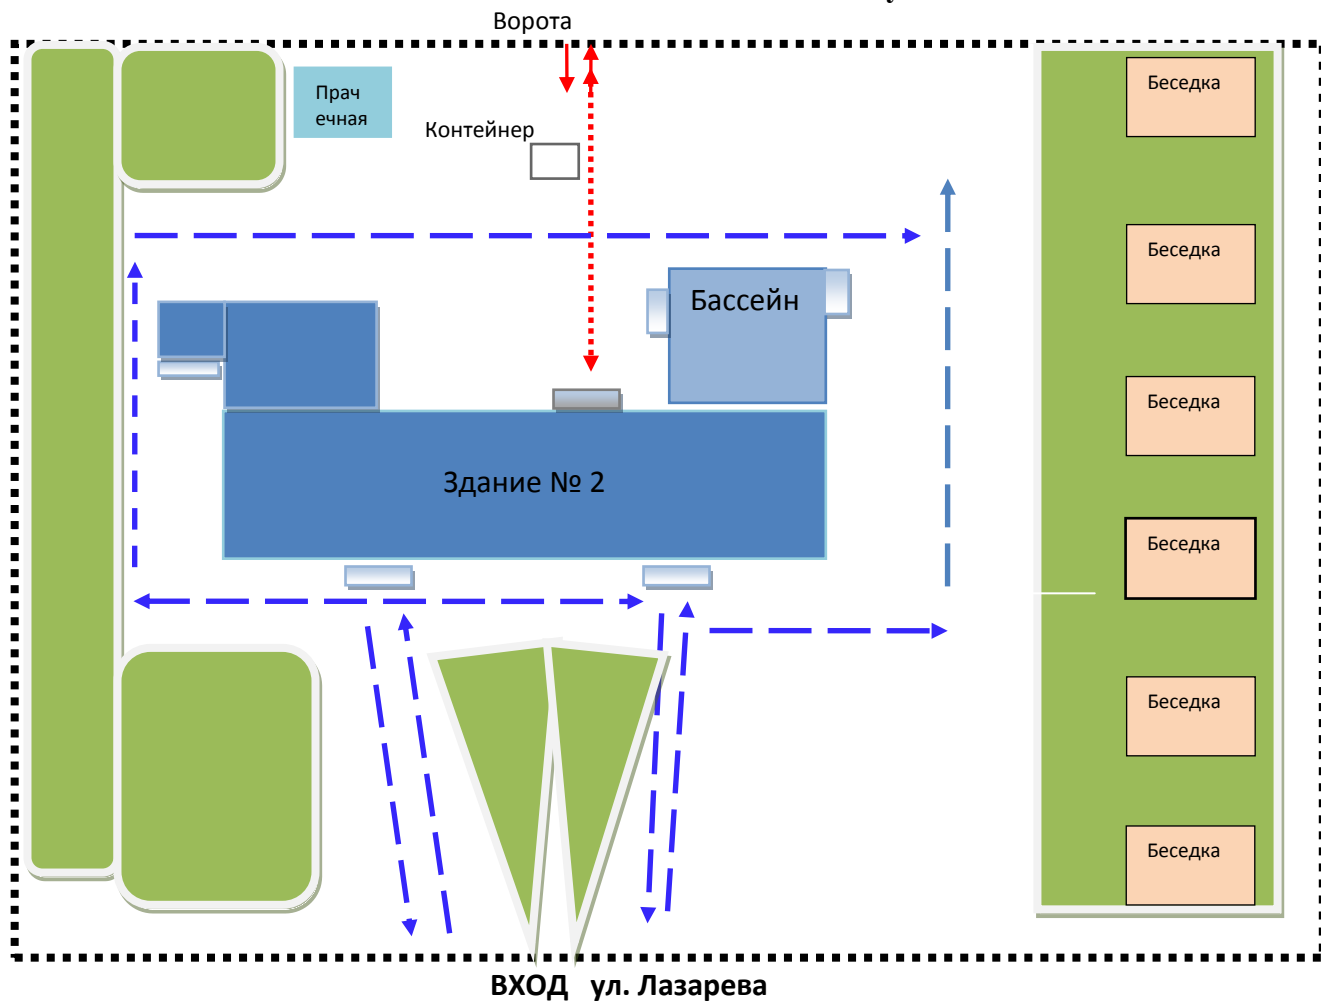 Ворота
Прач
ечная
Контейнер
Беседка
Беседка
Бассейн
Беседка
Здание № 2
Беседка
Беседка
Беседка
ВХОД ул. Лазарева